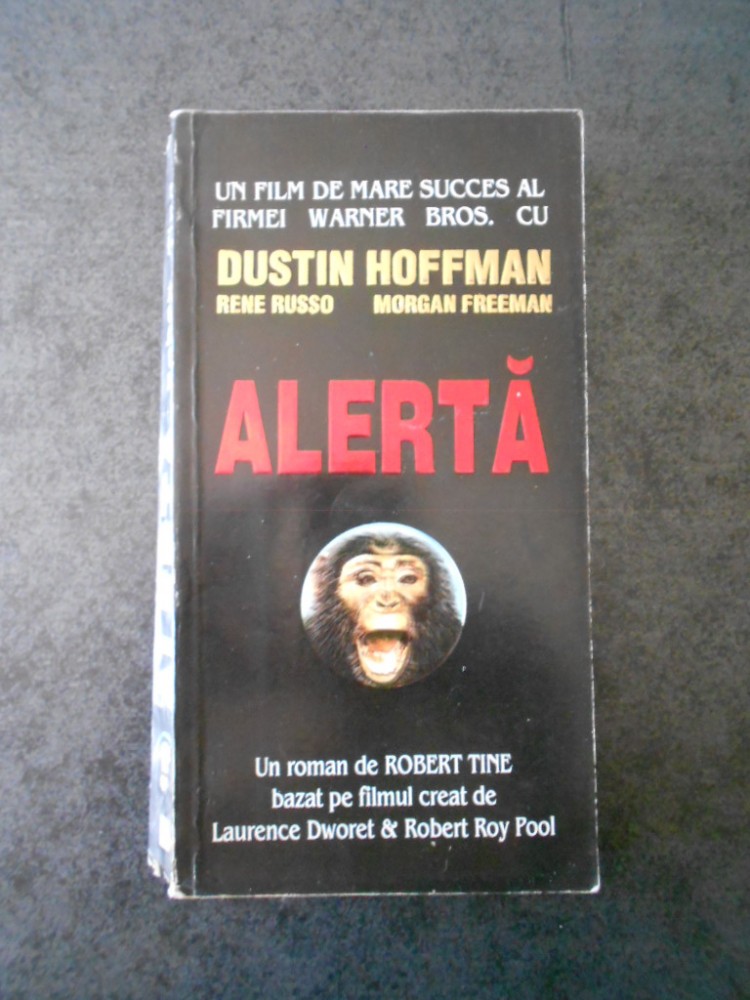 UN FILM DE MARE SUCCES AL
FIRMEI WARNER BROS. CU
DUSTIN HOFFMAN
RENE RUSSO MORGAN FREEMAN
ALERTĂ
Un roman de ROBERT TINE
bazat pe filmul creat de
Laurence Dworet & Robert Roy Pool